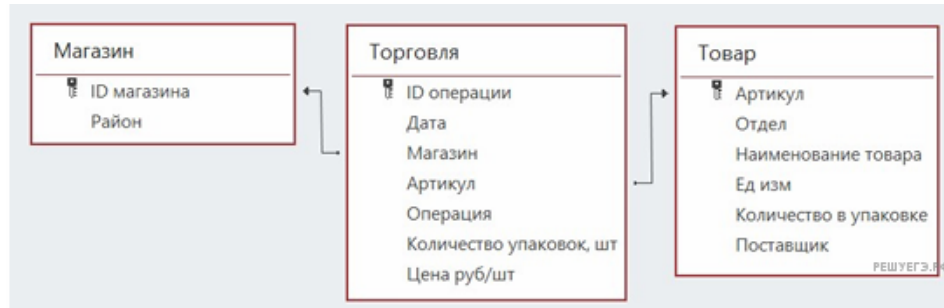 Магазин
ID магазина
Район
Торговля
ID операции
Дата
Магазин
Артикул
Операция
Количество упаковок, шт
Цена руб/шт
Товар
Артикул
Отдел
Наименование товара
Ед изм
Количество в упаковке
Поставщик